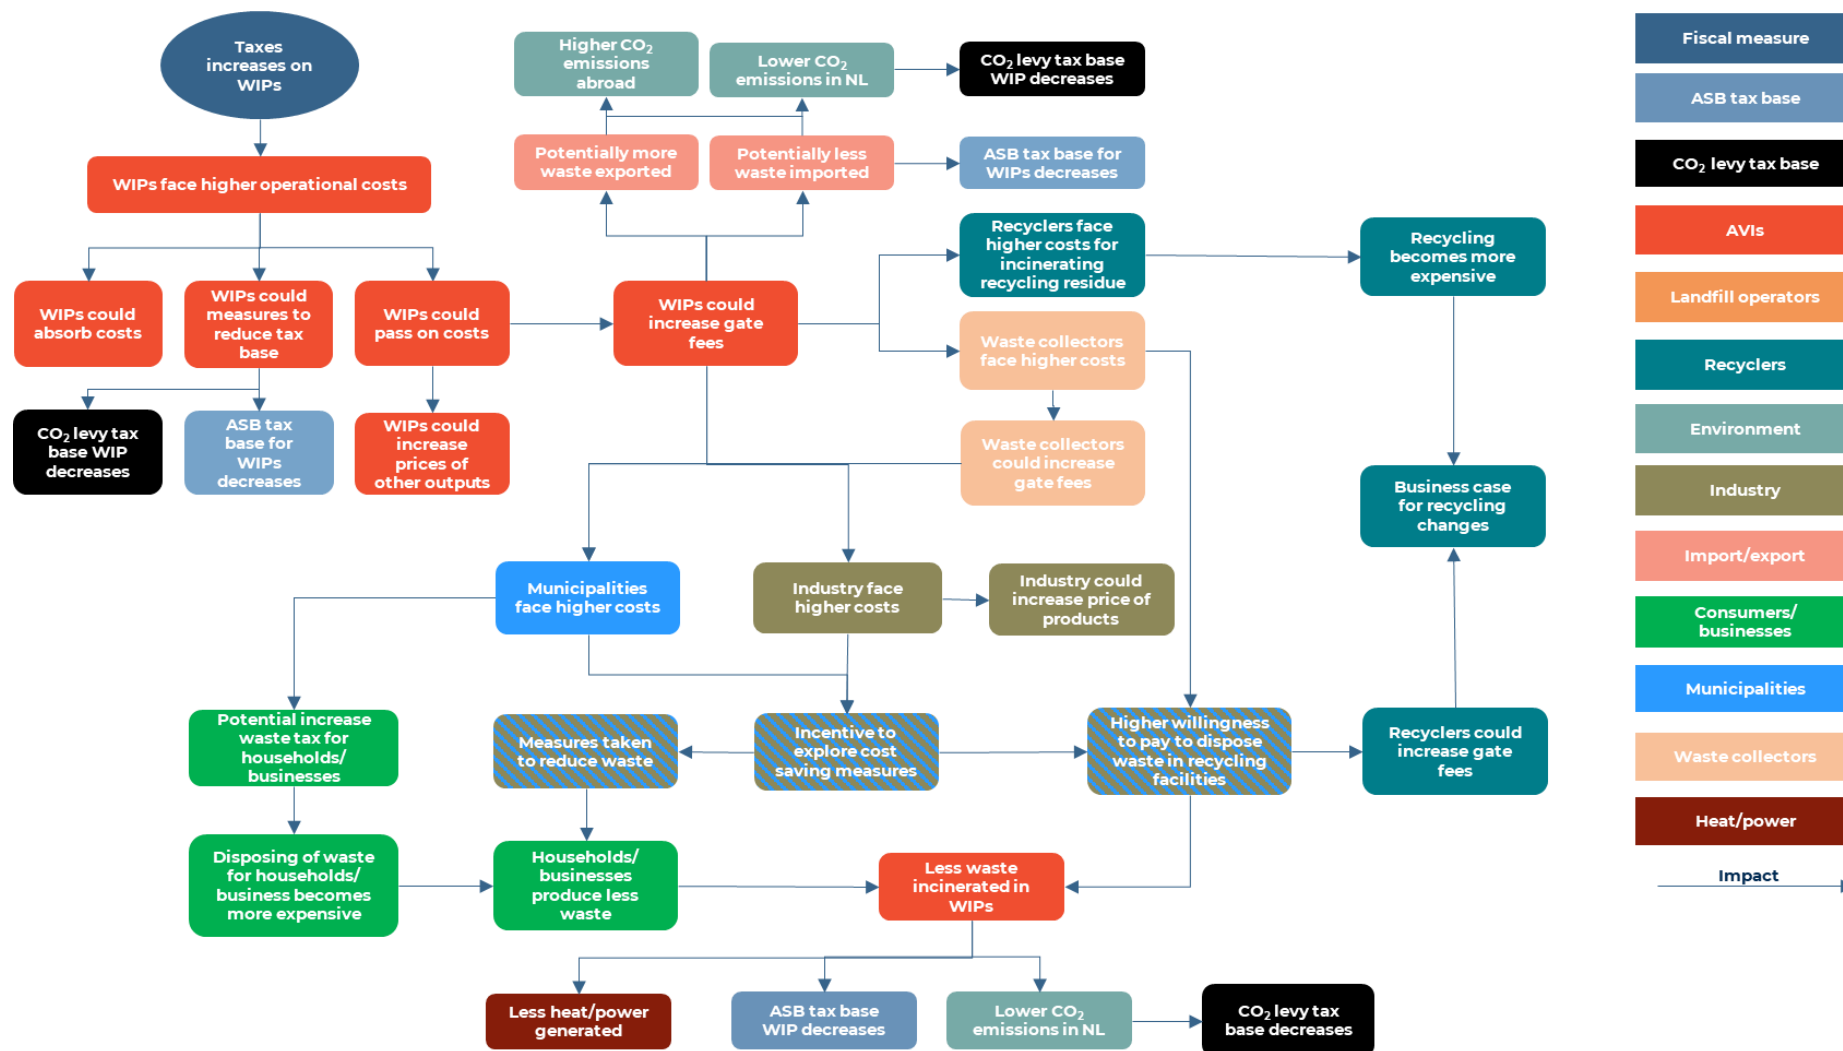 Taxes
increases on
WIPs
Higher CO₂
emissions
abroad
Lower CO₂
emissions in NL
CO₂ levy tax base
WIP decreases
Potentially more
waste exported
Potentially less
waste imported
ASB tax base for
WIPs decreases
WIPs face higher operational costs
WIPs could
absorb costs
WIPs could
measures to
reduce tax
base
WIPs could
pass on costs
WIPs could
increase gate
fees
Recyclers face
higher costs for
incinerating
recycling residue
Recycling
becomes more
expensive
Waste collectors
face higher costs
CO₂ levy tax
base WIP
decreases
ASB tax
base for
WIPs
decreases
WIPs could
increase
prices of
other outputs
Waste collectors
could increase
gate fees
Business case
for recycling
changes
Municipalities
face higher costs
Industry face
higher costs
Industry could
increase price of
products
Potential increase
waste tax for
households/
businesses
Measures taken
to reduce waste
Incentive to
explore cost
saving measures
Higher willingness
to pay to dispose
waste in recycling
facilities
Recyclers could
increase gate
fees
Disposing of waste
for households/
business becomes
more expensive
Households/
businesses
produce less
waste
Less waste
incinerated in
WIPs
Less heat/power
generated
ASB tax base
WIP decreases
Lower CO₂
emissions in NL
CO₂ levy tax
base decreases
Fiscal measure
ASB tax base
CO₂ levy tax base
AVIs
Landfill operators
Recyclers
Environment
Industry
Import/export
Consumers/
businesses
Municipalities
Waste collectors
Heat/power
Impact